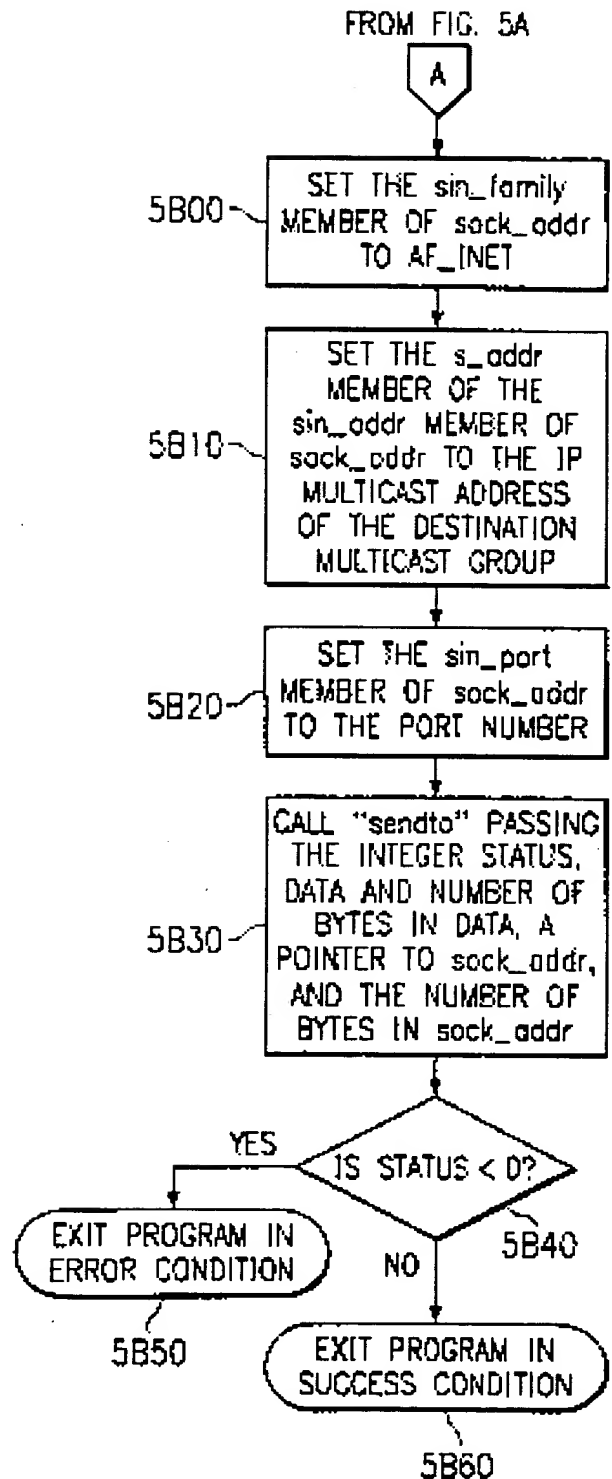 FROM FIG. 5A
A
5B00
SET THE sin_family
MEMBER OF sock_addr
TO AF_INET
5B10
SET THE s_addr
MEMBER OF THE
sin_addr MEMBER OF
sock_addr TO THE IP
MULTICAST ADDRESS
OF THE DESTINATION
MULTICAST GROUP
5B20
SET THE sin_port
MEMBER OF sock_addr
TO THE PORT NUMBER
5B30
CALL "sendto" PASSING
THE INTEGER STATUS,
DATA AND NUMBER OF
BYTES IN DATA, A
POINTER TO sock_addr,
AND THE NUMBER OF
BYTES IN sock_addr
YES
IS STATUS < 0?
5B40
EXIT PROGRAM IN
ERROR CONDITION
5B50
NO
EXIT PROGRAM IN
SUCCESS CONDITION
5B60